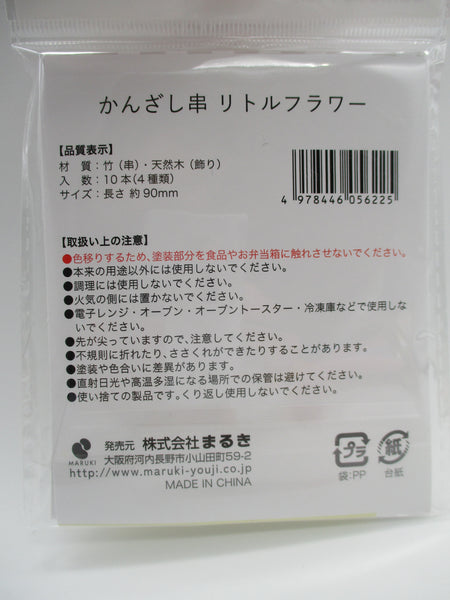 かんざし串 リトルフラワー
【品質表示】
材 質:竹(串)・天然木(飾り)
入 数:10本(4種類)
サイズ:長さ 約90mm
4 978446 056225
【取扱い上の注意】
●色移りするため、塗装部分を食品やお弁当箱に触れさせないでください。
●本来の用途以外には使用しないでください。
●調理には使用しないでください。
●火気の側には置かないでください。
●電子レンジ・オーブン・オーブントースター・冷凍庫などで使用しな
いでください。
●先が尖っていますので、注意してください。
●不規則に折れたり、ささくれができたりすることがあります。
●塗装や色合いに差異があります。
●直射日光や高温多湿になる場所での保管は避けてください。
●使い捨ての製品です。くり返し使用しないでください。
MARUKI
発売元 株式会社まるき
大阪府河内長野市小山田町59-2
http://www.maruki-youji.co.jp
MADE IN CHINA
プラ
袋:PP
紙
台紙